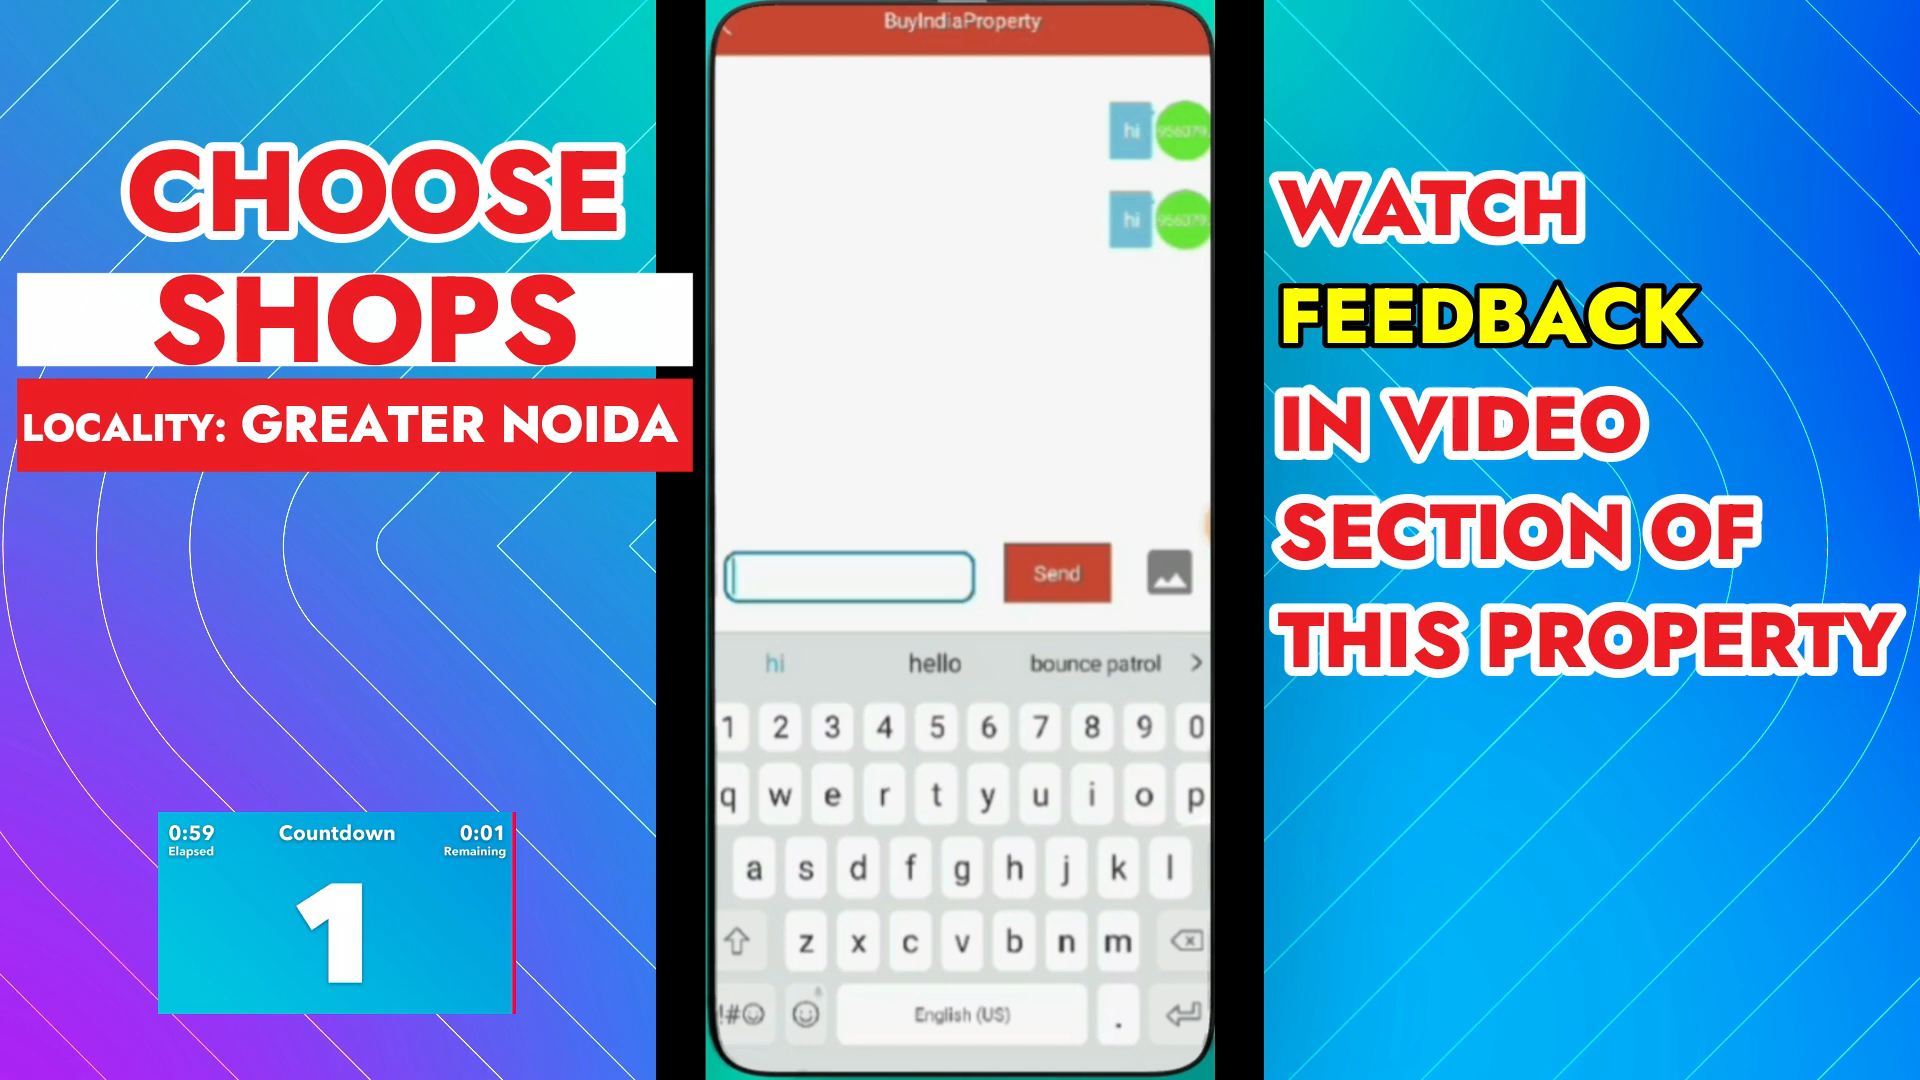 CHOOSE
SHOPS
LOCALITY: GREATER NOIDA
0:59 Countdown 0:01
Elapsed Remaining
1
BuyIndiaProperty
hi
hi
Send
hi hello bounce patrol >
1 2 3 4 5 6 7 8 9 0
q w e r t y u i o p
a s d f g h j k l
z x c v b n m
!#☺ English (US) .
WATCH
FEEDBACK
IN VIDEO
SECTION OF
THIS PROPERTY